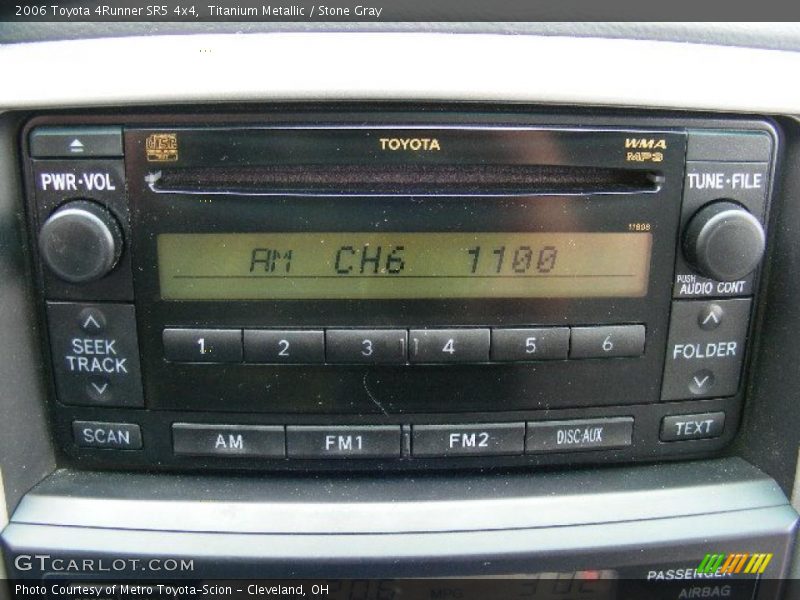 2006 Toyota 4Runner SR5 4x4, Titanium Metallic / Stone Gray
TOYOTA
WMA
MP3
PWR·VOL
TUNE·FILE
11808
AM CH6 1100
PUSH
AUDIO CONT
SEEK
TRACK
1 2 3 4 5 6
FOLDER
SCAN
AM
FM1
FM2
DISC·AUX
TEXT
GTCARLOT.COM
PASSENGER
AIRBAG
Photo Courtesy of Metro Toyota-Scion - Cleveland, OH